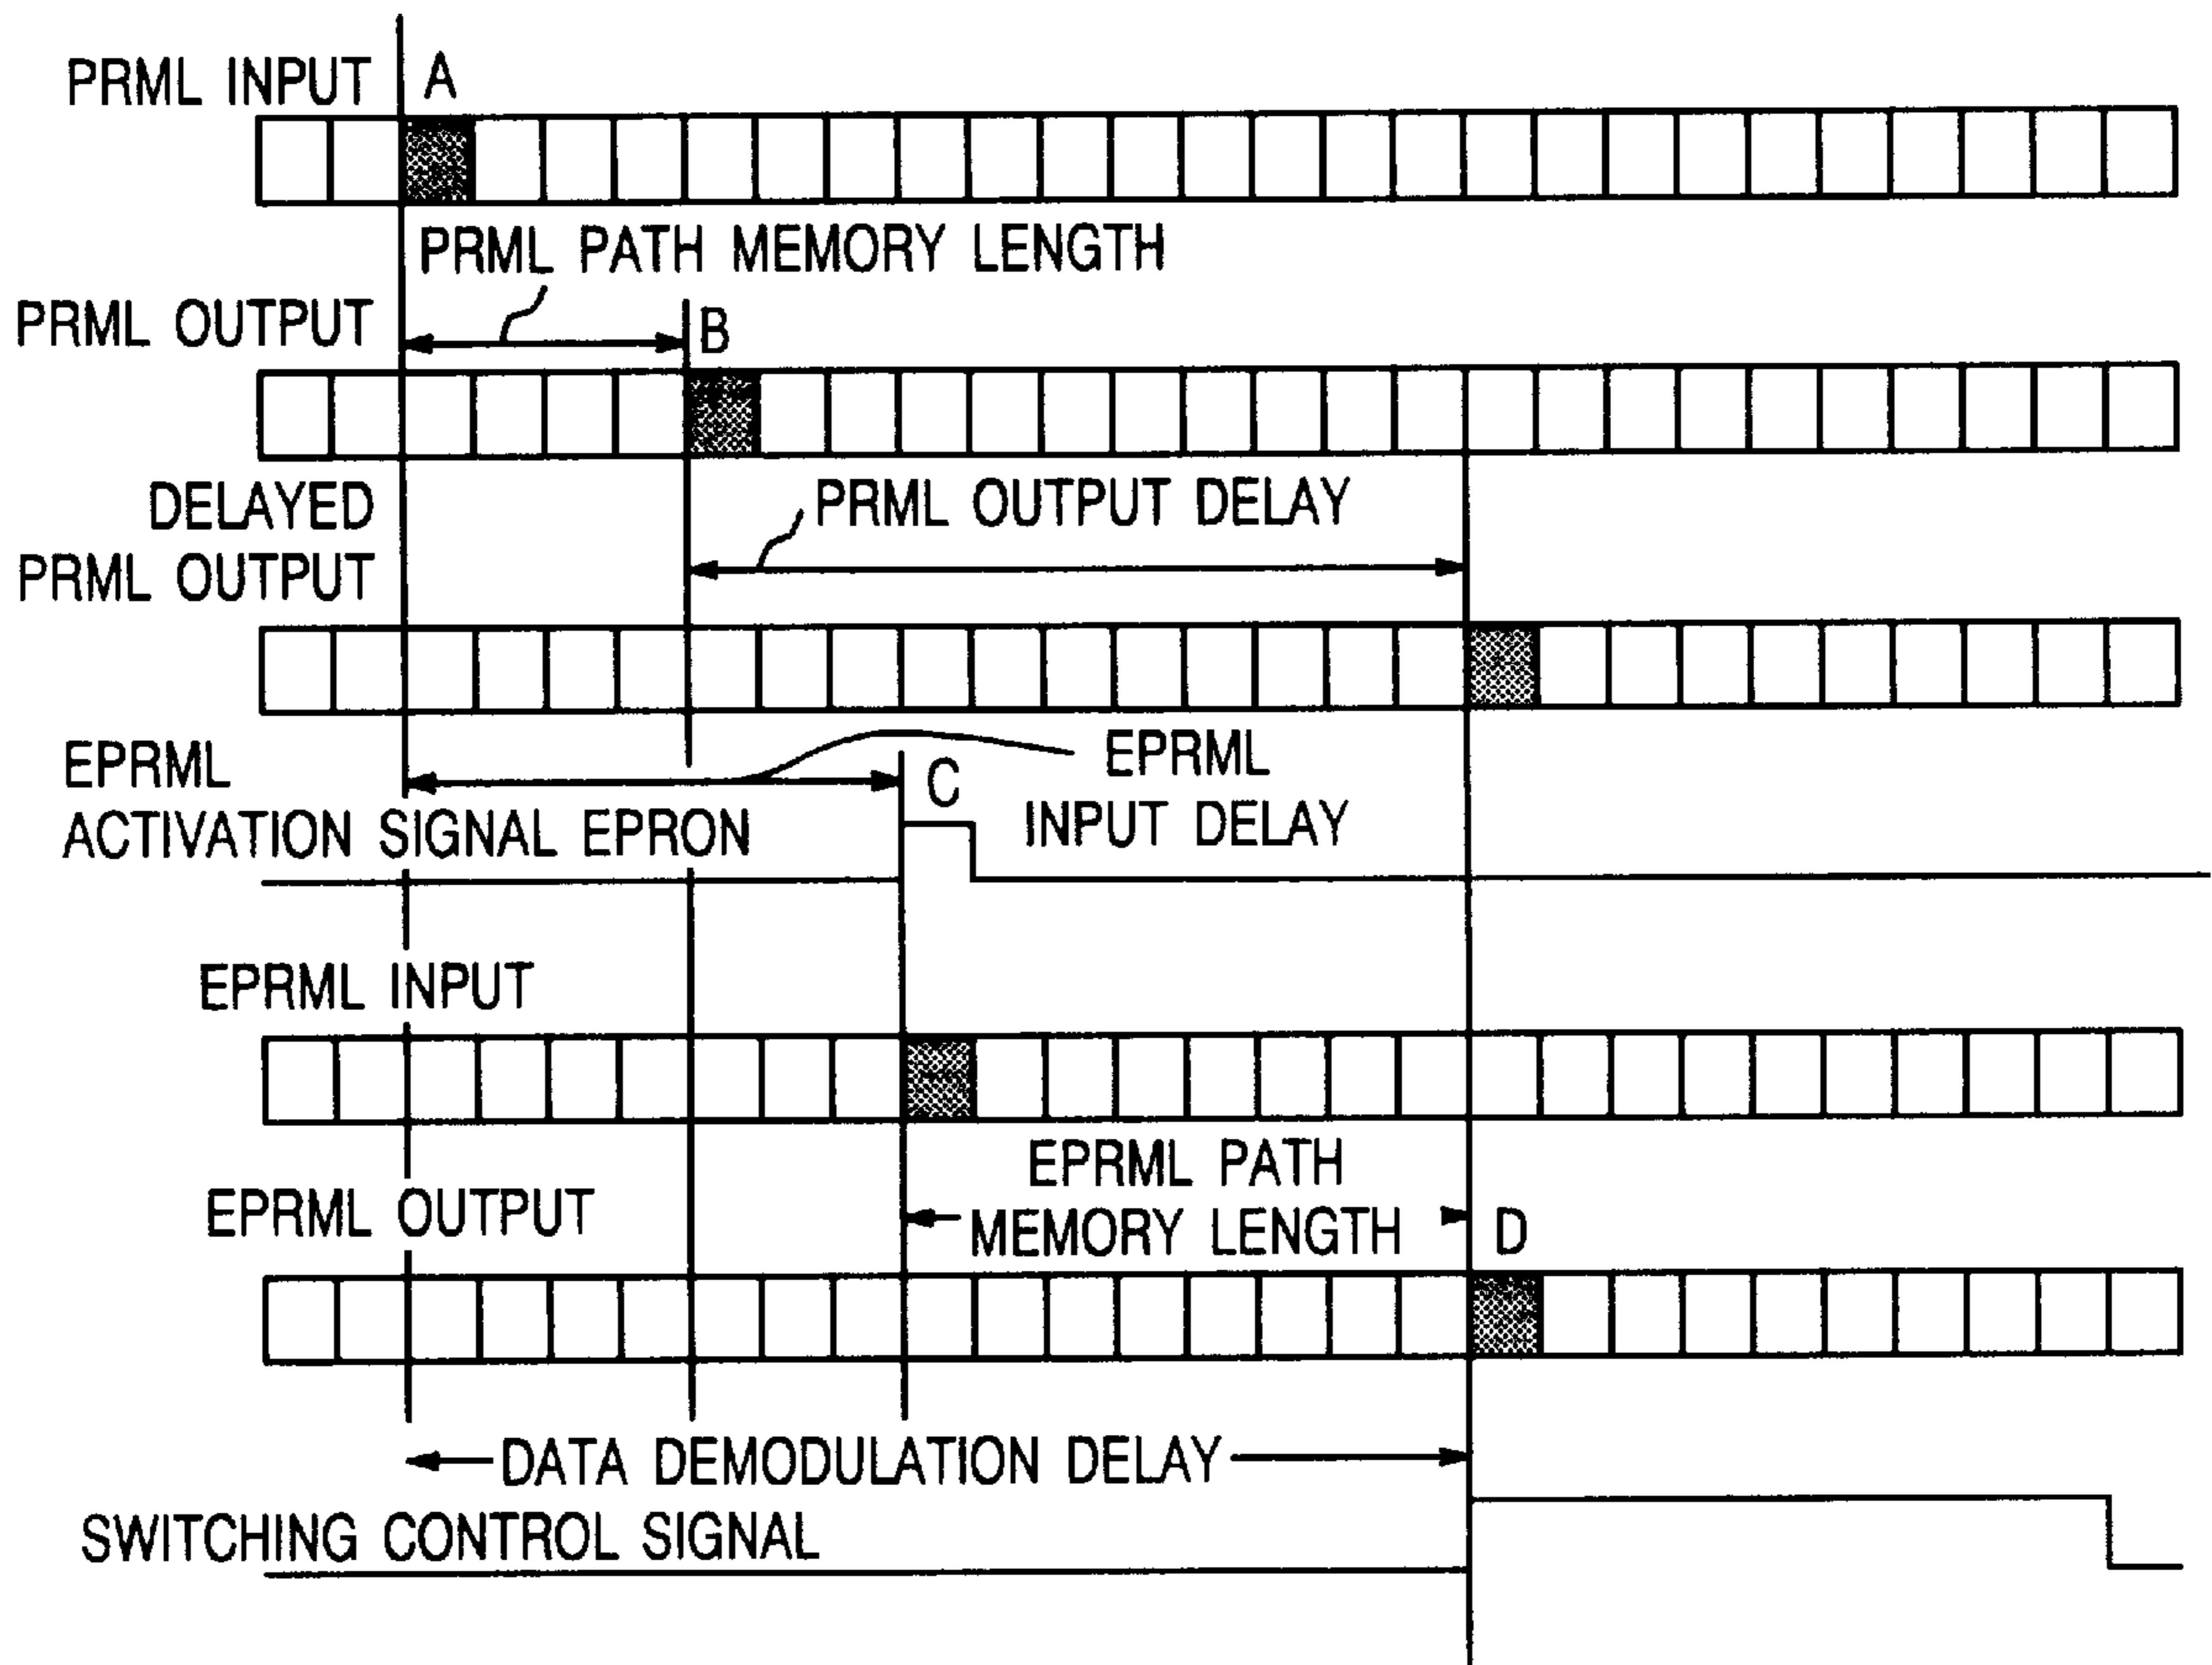 PRML INPUT
A
PRML PATH MEMORY LENGTH
PRML OUTPUT
B
DELAYED
PRML OUTPUT
PRML OUTPUT DELAY
EPRML
ACTIVATION SIGNAL EPRON
C
EPRML
INPUT DELAY
EPRML INPUT
EPRML PATH
MEMORY LENGTH
EPRML OUTPUT
D
DATA DEMODULATION DELAY
SWITCHING CONTROL SIGNAL